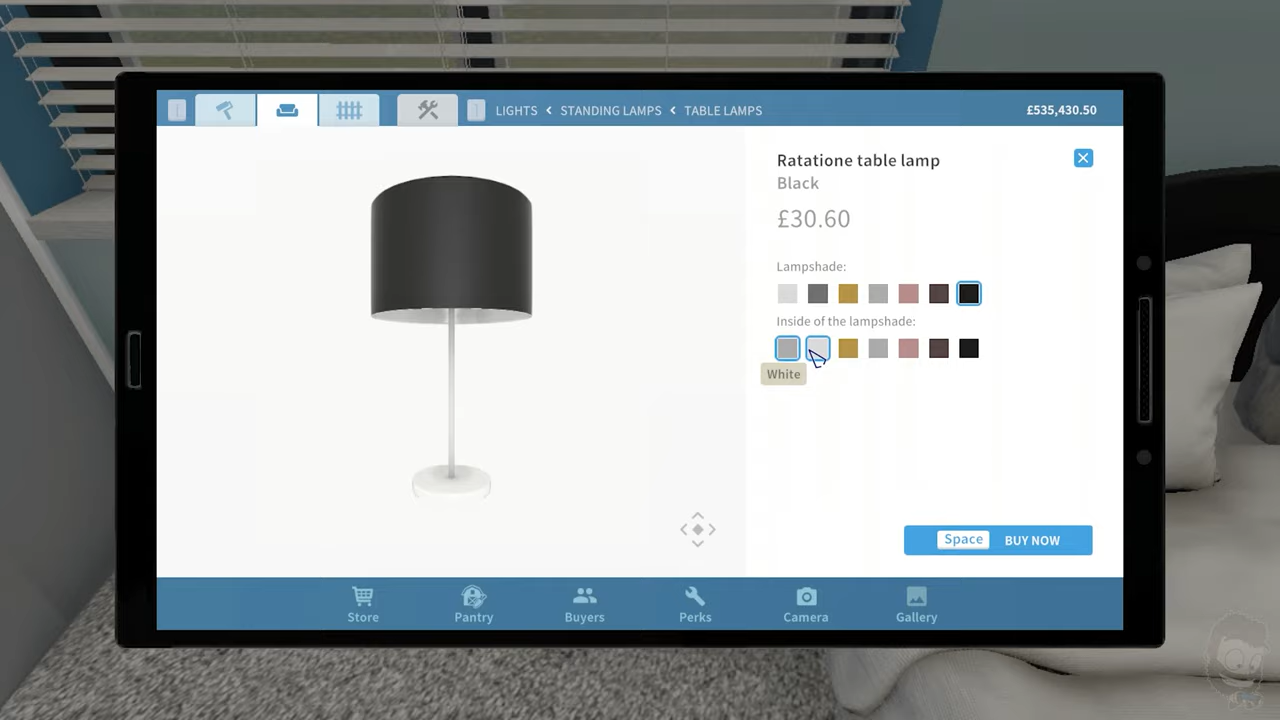 LIGHTS < STANDING LAMPS < TABLE LAMPS
£535,430.50
Ratatione table lamp
Black
£30.60
Lampshade:
Inside of the lampshade:
White
Space BUY NOW
Store
Pantry
Buyers
Perks
Camera
Gallery